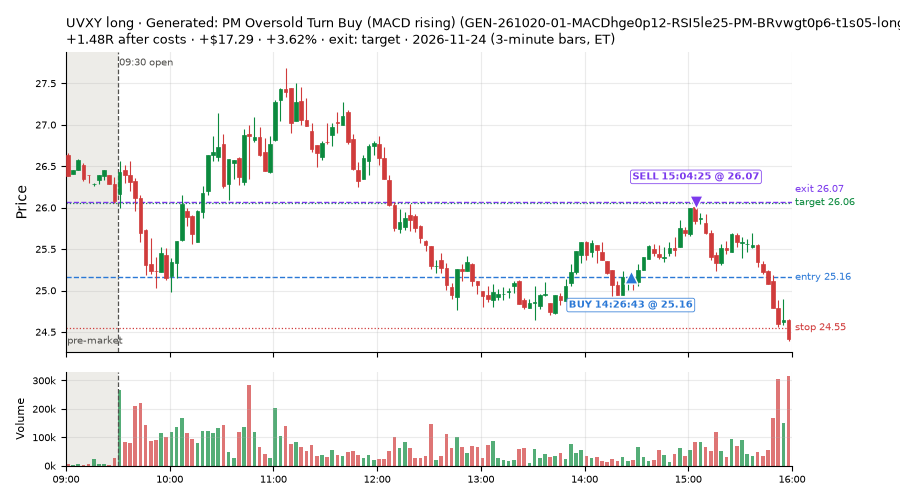 UVXY long · Generated: PM Oversold Turn Buy (MACD rising) (GEN-261020-01-MACDhge0p12-RSI5le25-PM-BRvwgt0p6-t1s05-long
+1.48R after costs · +$17.29 · +3.62% · exit: target · 2026-11-24 (3-minute bars, ET)
09:30 open
27.5
27.0
26.5
26.0
25.5
25.0
24.5
Price
SELL 15:04:25 @ 26.07
exit 26.07
target 26.06
entry 25.16
BUY 14:26:43 @ 25.16
stop 24.55
pre-market
300k
200k
100k
0k
Volume
09:00
10:00
11:00
12:00
13:00
14:00
15:00
16:00